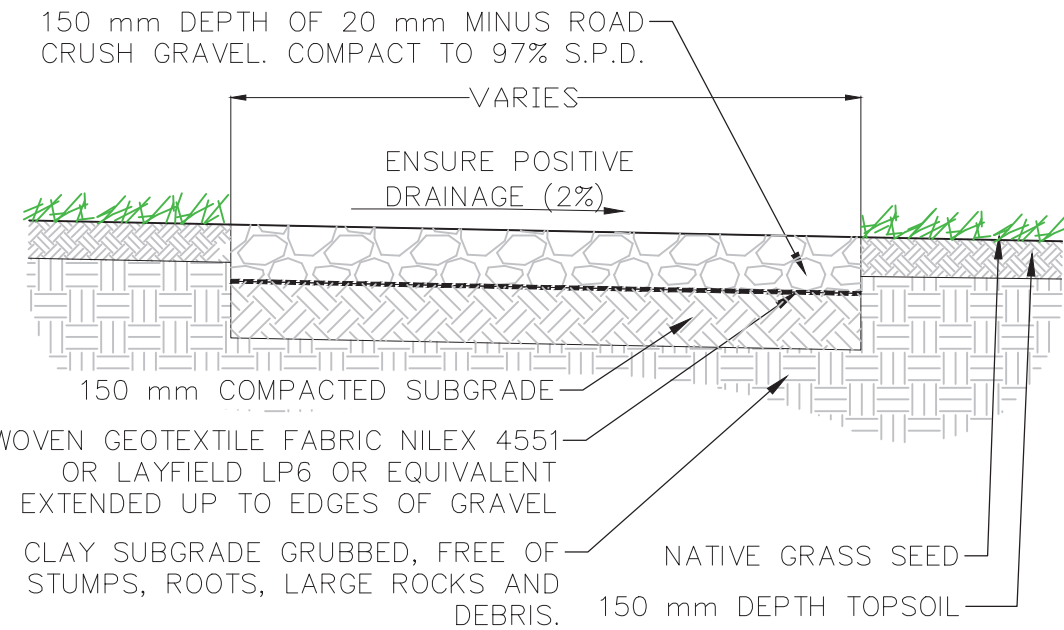 150 mm DEPTH OF 20 mm MINUS ROAD
CRUSH GRAVEL. COMPACT TO 97% S.P.D.
VARIES
ENSURE POSITIVE
DRAINAGE (2%)
150 mm COMPACTED SUBGRADE
WOVEN GEOTEXTILE FABRIC NILEX 4551
OR LAYFIELD LP6 OR EQUIVALENT
EXTENDED UP TO EDGES OF GRAVEL
CLAY SUBGRADE GRUBBED, FREE OF
STUMPS, ROOTS, LARGE ROCKS AND
DEBRIS.
NATIVE GRASS SEED
150 mm DEPTH TOPSOIL